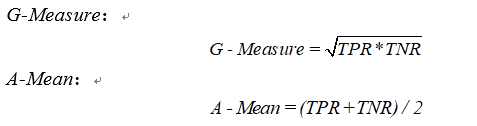 G-Measure：
G - Measure = √TPR*TNR
A-Mean：
A - Mean = (TPR+TNR) / 2